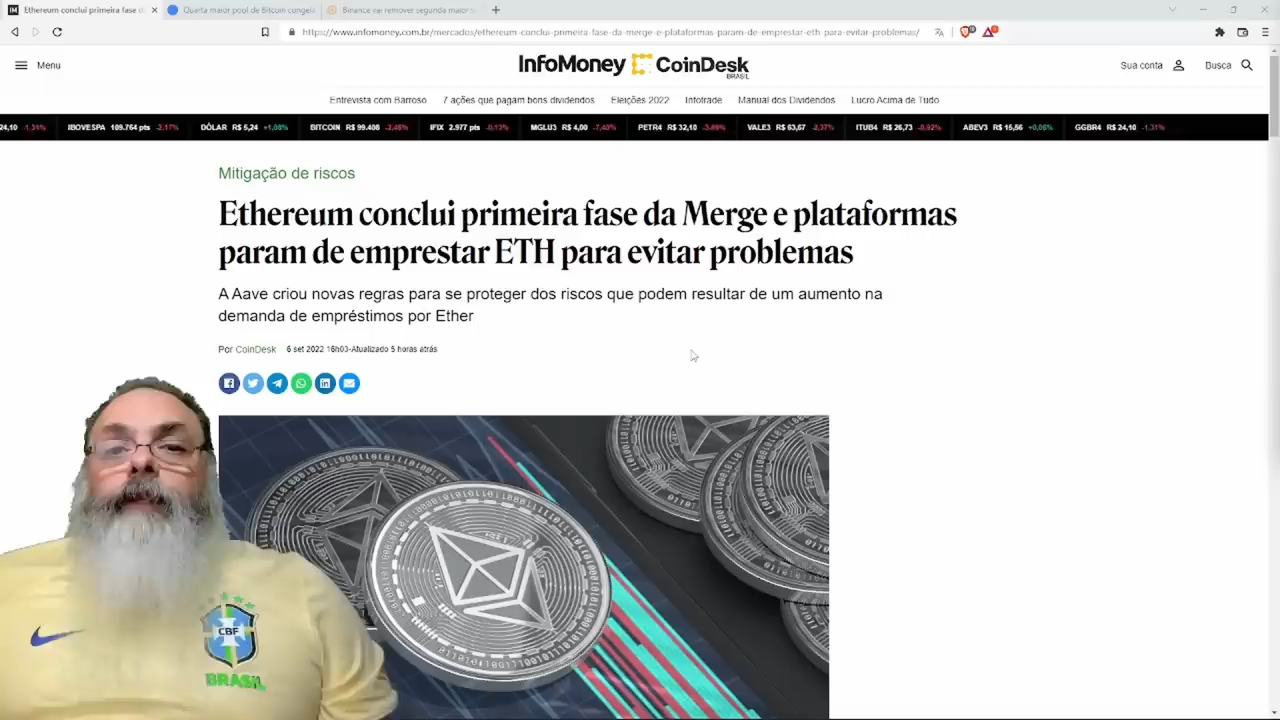 Ethereum conclui primeira fase d
Quarta maior pool de Bitcoin congela
Binance vai remover segunda maior s
https://www.infomoney.com.br/mercados/ethereum-conclui-primeira-fase-da-merge-e-plataformas-param-de-emprestar-eth-para-evitar-problemas/
Menu
InfoMoney CoinDesk
BRASIL
Sua conta
Busca
Entrevista com Barroso 7 ações que pagam bons dividendos Eleições 2022 Infotrade Manual dos Dividendos Lucro Acima de Tudo
24,10 -1,31% IBOVESPA 109.764 pts -2,17% DÓLAR R$ 5,24 +1,08% BITCOIN R$ 99.408 -2,45% IFIX 2.977 pts -0,13% MGLU3 R$ 4,00 -7,40% PETR4 R$ 32,10 VALE3 R$ 63,67 -2,37% ITUB4 R$ 26,73 -0,92% ABEV3 R$ 15,56 +0,06% GGBR4 R$ 24,10 -1,31%
Mitigação de riscos
Ethereum conclui primeira fase da Merge e plataformas
param de emprestar ETH para evitar problemas
A Aave criou novas regras para se proteger dos riscos que podem resultar de um aumento na
demanda de empréstimos por Ether
Por CoinDesk 6 set 2022 16h03-Atualizado 5 horas atrás
CBF
BRASIL